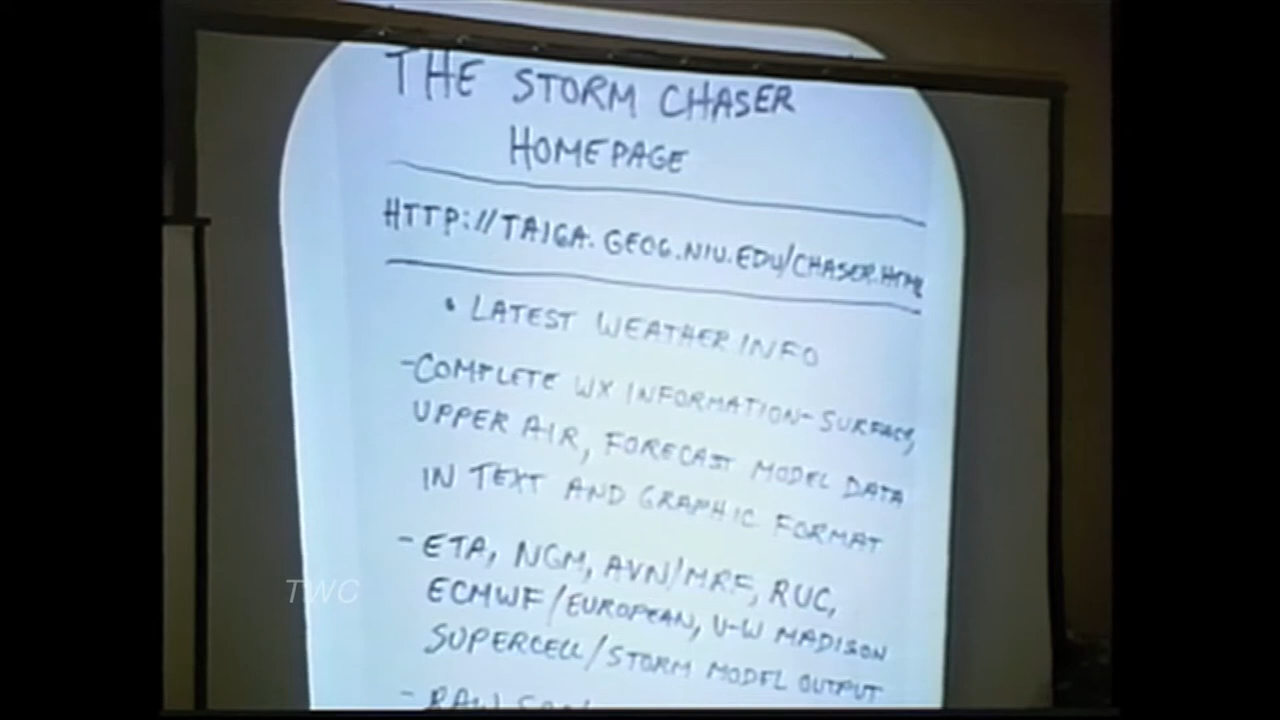 THE STORM CHASER
HOMEPAGE
HTTP://TAIGA.GEOG.NIU.EDU/CHASER.HTML
• LATEST WEATHER INFO
-COMPLETE WX INFORMATION-SURFACE,
UPPER AIR, FORECAST MODEL DATA
IN TEXT AND GRAPHIC FORMAT
- ETA, NGM, AVN/MRF, RUC,
ECMWF/EUROPEAN, U-W MADISON
SUPERCELL/STORM MODEL OUTPUT
- RAW
TWC